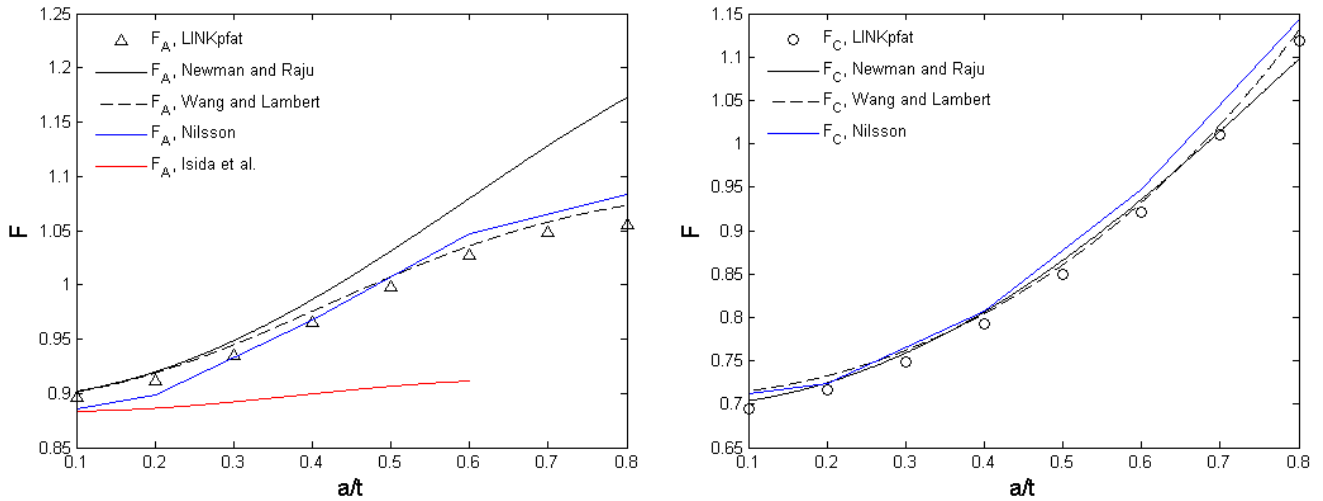 1.25
1.2
1.15
1.1
1.05
1
0.95
0.9
0.85
F
F_A, LINKpfat
F_A, Newman and Raju
F_A, Wang and Lambert
F_A, Nilsson
F_A, Isida et al.
0.1 0.2 0.3 0.4 0.5 0.6 0.7 0.8
a/t
1.15
1.1
1.05
1
0.95
0.9
0.85
0.8
0.75
0.7
0.65
F
F_C, LINKpfat
F_C, Newman and Raju
F_C, Wang and Lambert
F_C, Nilsson
0.1 0.2 0.3 0.4 0.5 0.6 0.7 0.8
a/t